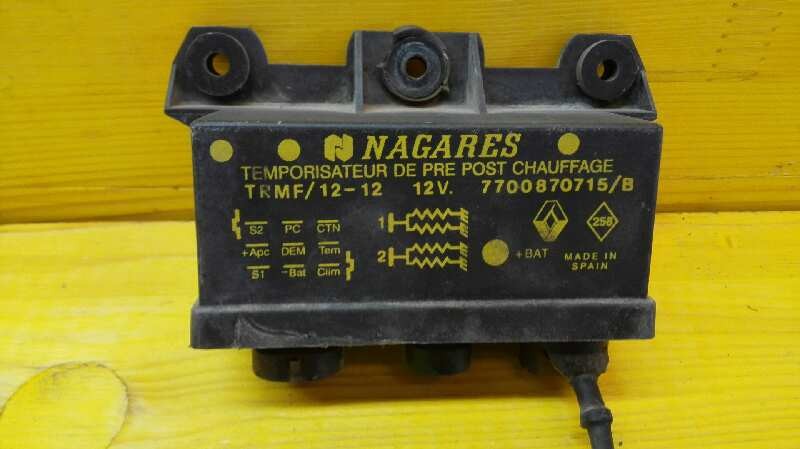 NAGARES
TEMPORISATEUR DE PRE POST CHAUFFAGE
TRMF/12-12 12V. 7700870715/B
S2 PC CTN
+Apc DEM Tem
S1 -Bat Clim
1
2
+BAT
258
MADE IN
SPAIN